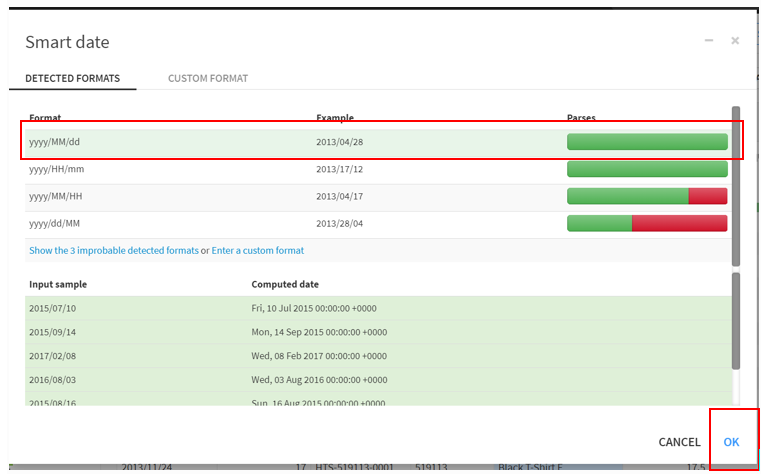 Smart date
DETECTED FORMATS CUSTOM FORMAT
Format Example Parses
yyyy/MM/dd 2013/04/28
yyyy/HH/mm 2013/17/12
yyyy/MM/HH 2013/04/17
yyyy/dd/MM 2013/28/04
Show the 3 improbable detected formats or Enter a custom format
Input sample Computed date
2015/07/10 Fri, 10 Jul 2015 00:00:00 +0000
2015/09/14 Mon, 14 Sep 2015 00:00:00 +0000
2017/02/08 Wed, 08 Feb 2017 00:00:00 +0000
2016/08/03 Wed, 03 Aug 2016 00:00:00 +0000
2015/08/16 Sun, 16 Aug 2015 00:00:00 +0000
CANCEL OK
2013/11/24 17 HTS-519113-0001 519113 Black T-Shirt F 17.5